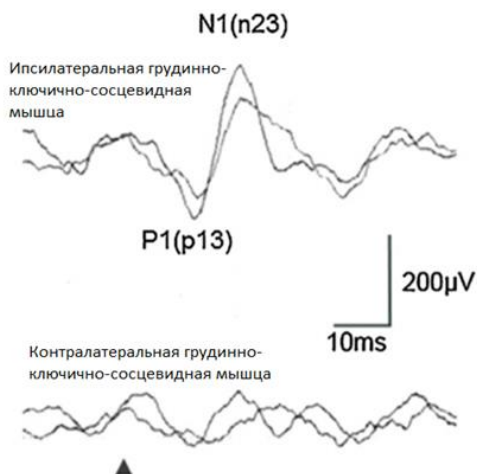 N1(n23)
Ипсилатеральная грудинно-
ключично-сосцевидная
мышца
P1(p13)
200μV
10ms
Контралатеральная грудинно-
ключично-сосцевидная мышца